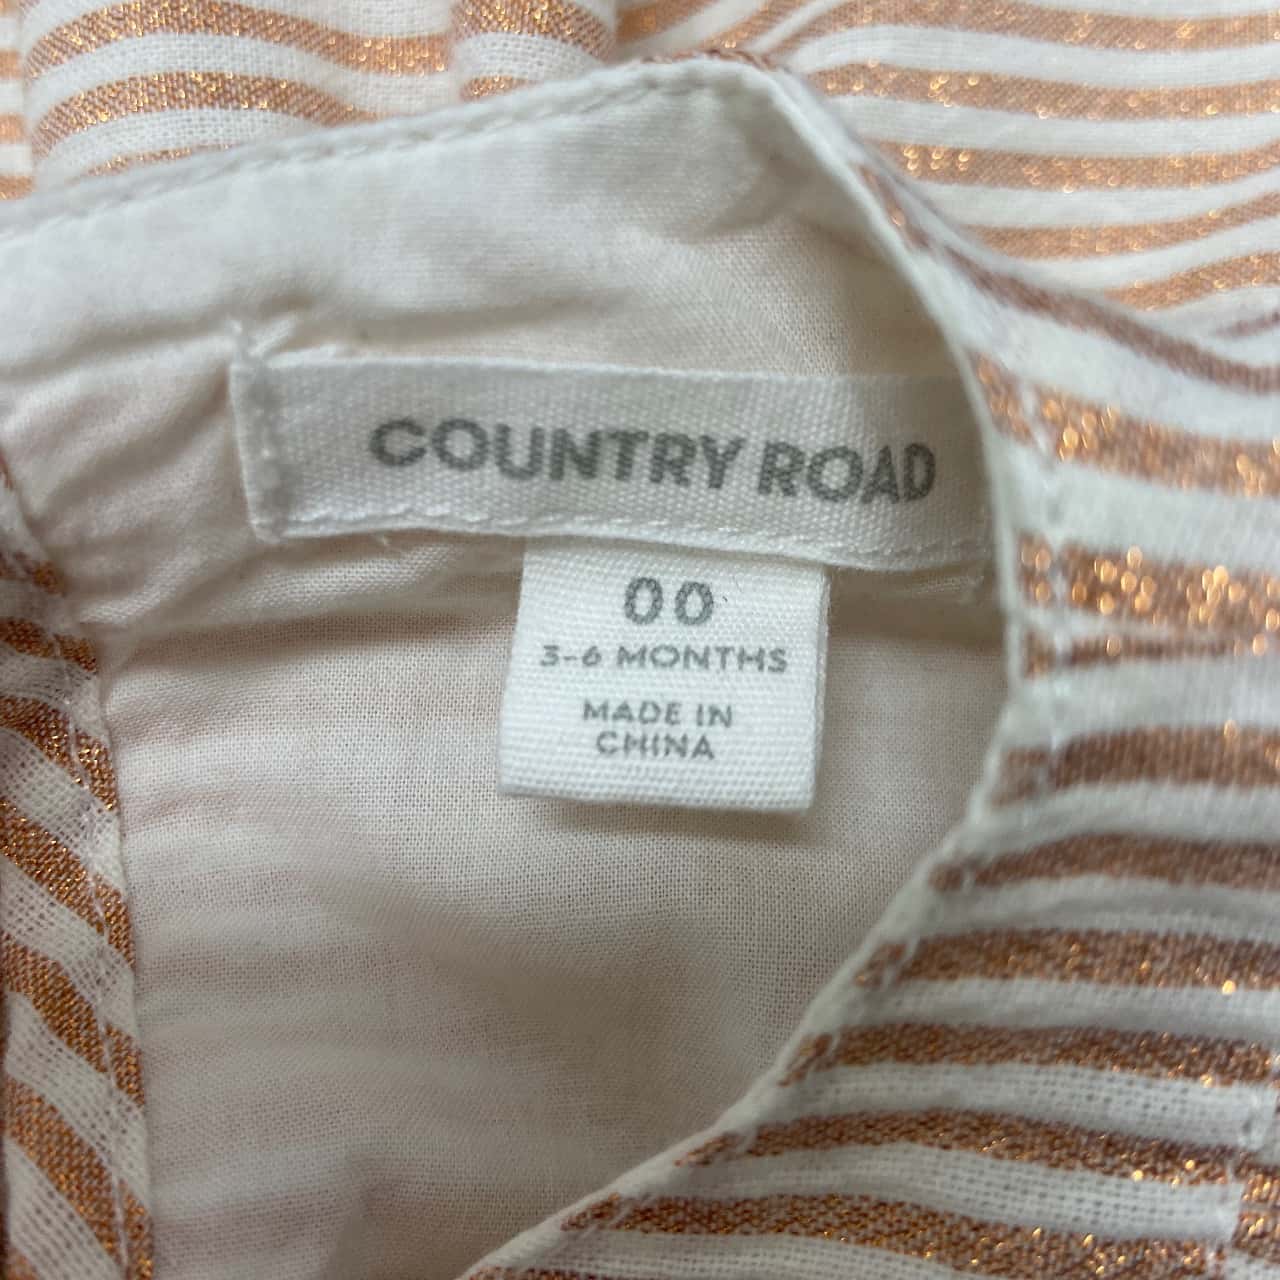 COUNTRY ROAD
00
3-6 MONTHS
MADE IN
CHINA